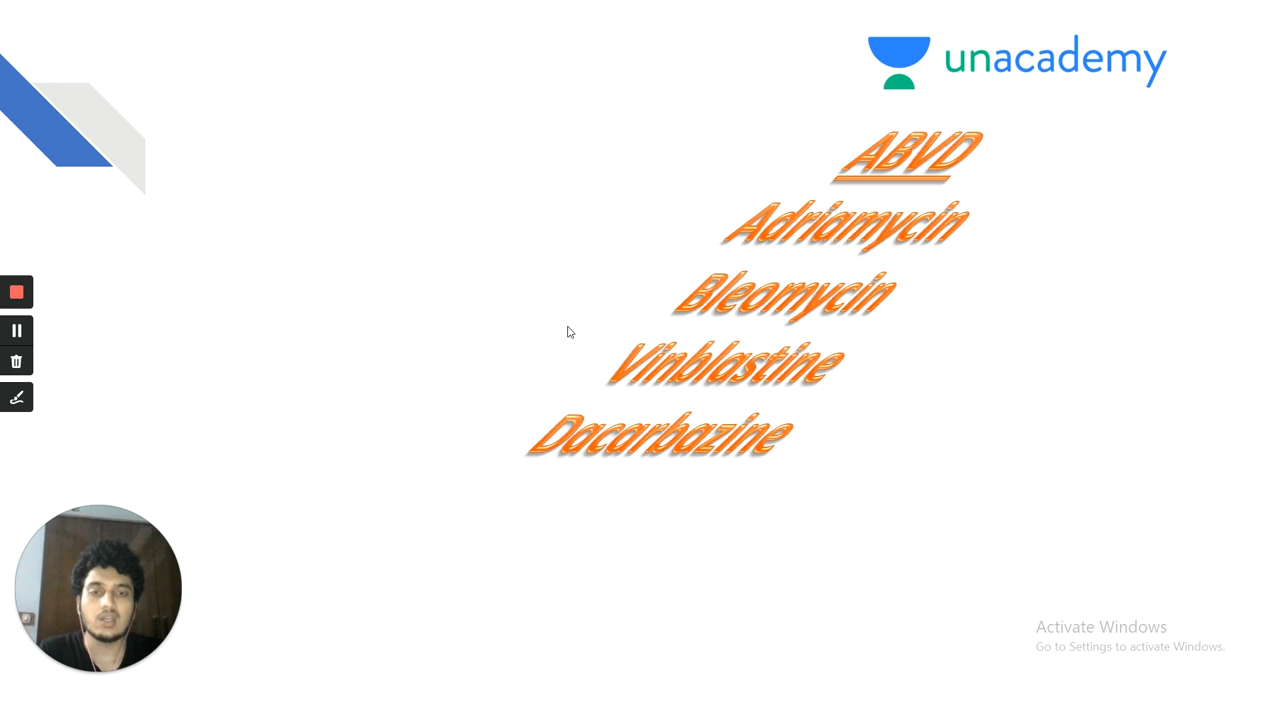 unacademy
ABVD
Adriamycin
Bleomycin
Vinblastine
Dacarbazine
Activate Windows
Go to Settings to activate Windows.